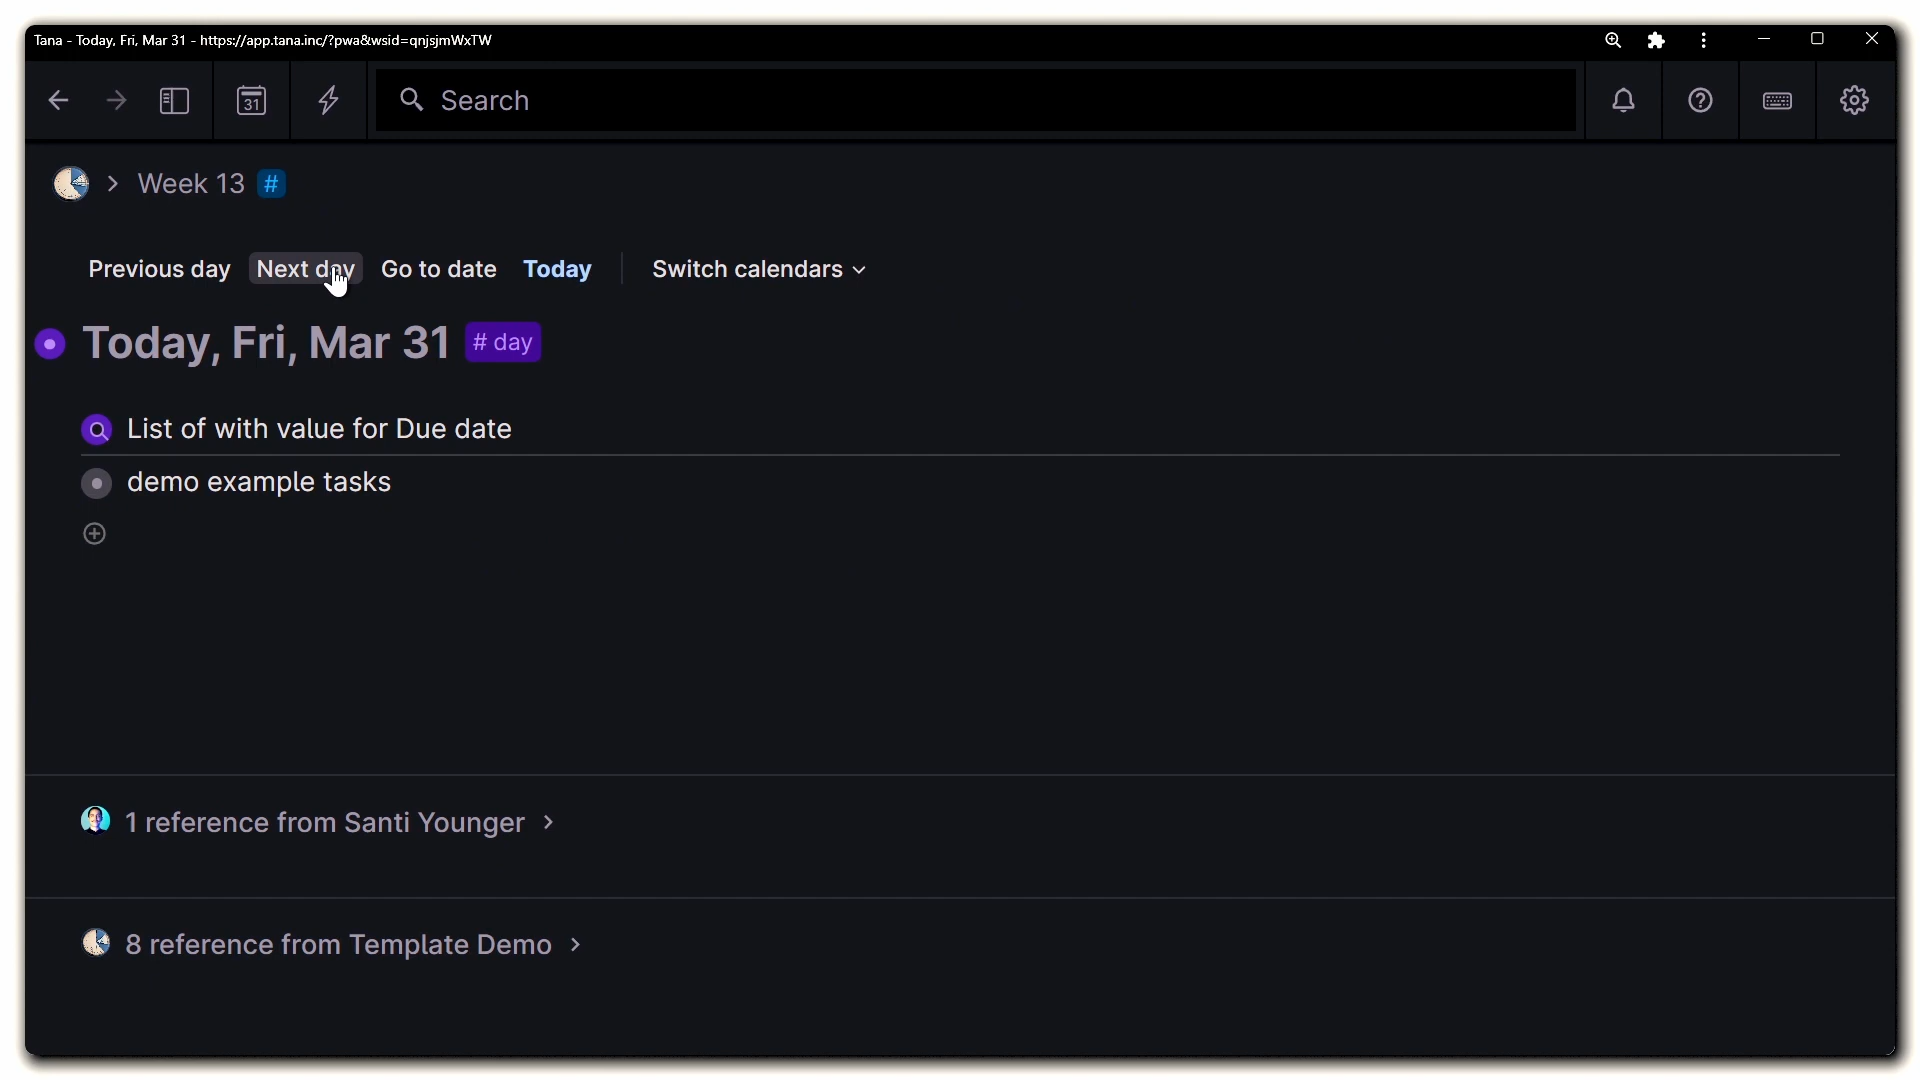 Tana - Today, Fri, Mar 31 - https://app.tana.inc/?pwa&wsid=qnjsjmWxTW
31
Search
Week 13 #
Previous day Next day Go to date Today Switch calendars
Today, Fri, Mar 31 # day
List of with value for Due date
demo example tasks
1 reference from Santi Younger
8 reference from Template Demo